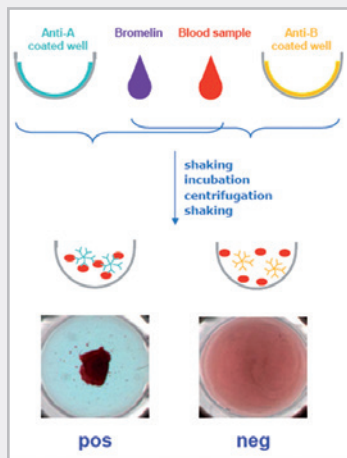 Anti-A Bromelin Blood sample Anti-B
coated well coated well
shaking
incubation
centrifugation
shaking
pos neg